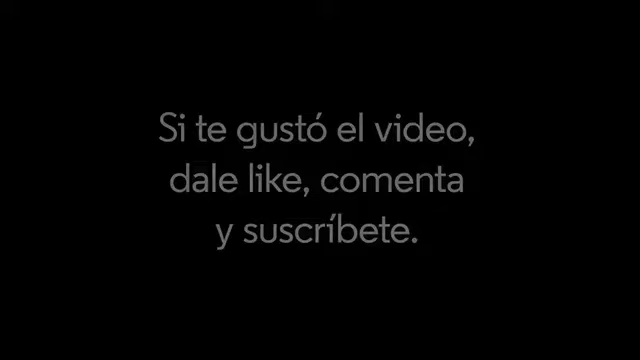 Si te gustó el video,
dale like, comenta
y suscríbete.